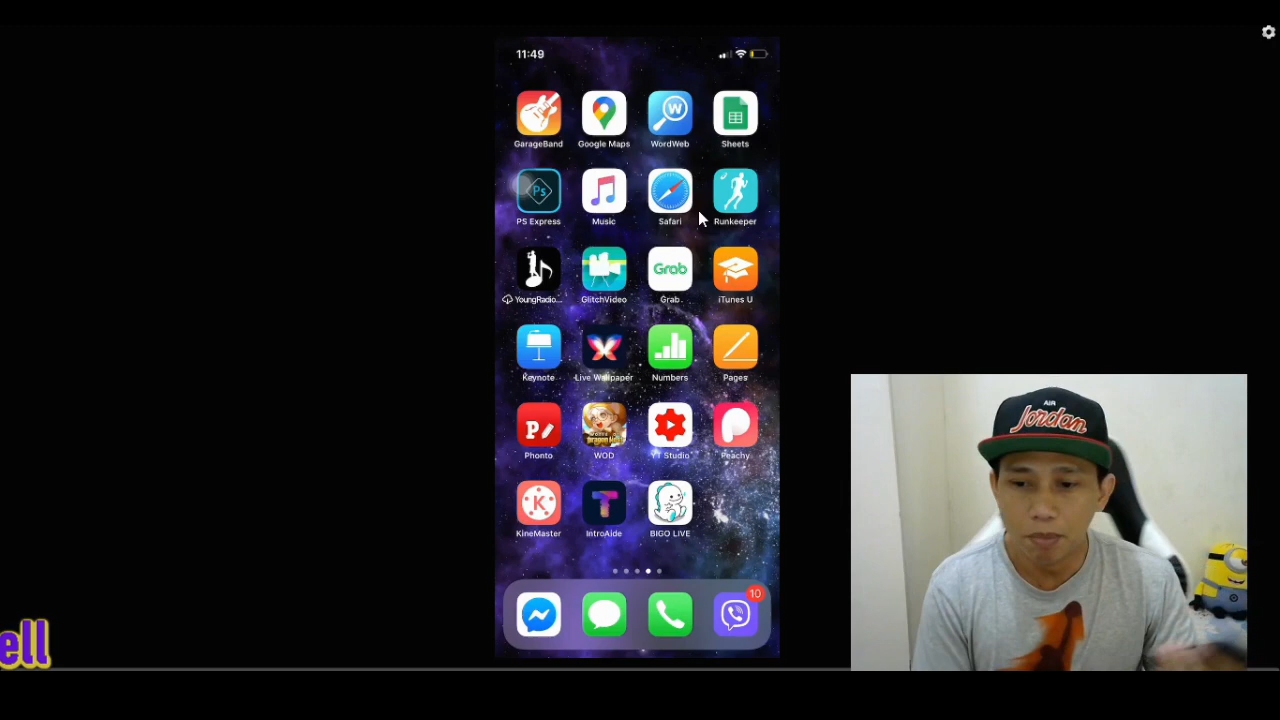 11:49
GarageBand
Google Maps
W
WordWeb
Sheets
Ps
PS Express
Music
Safari
Runkeeper
YoungRadio...
GlitchVideo
Grab
Grab
iTunes U
Keynote
Live Wallpaper
Numbers
Pages
P
Phonto
WOD
YT Studio
Peachy
K
KineMaster
T
IntroAide
BIGO LIVE
10
AIR
Jordan
ell